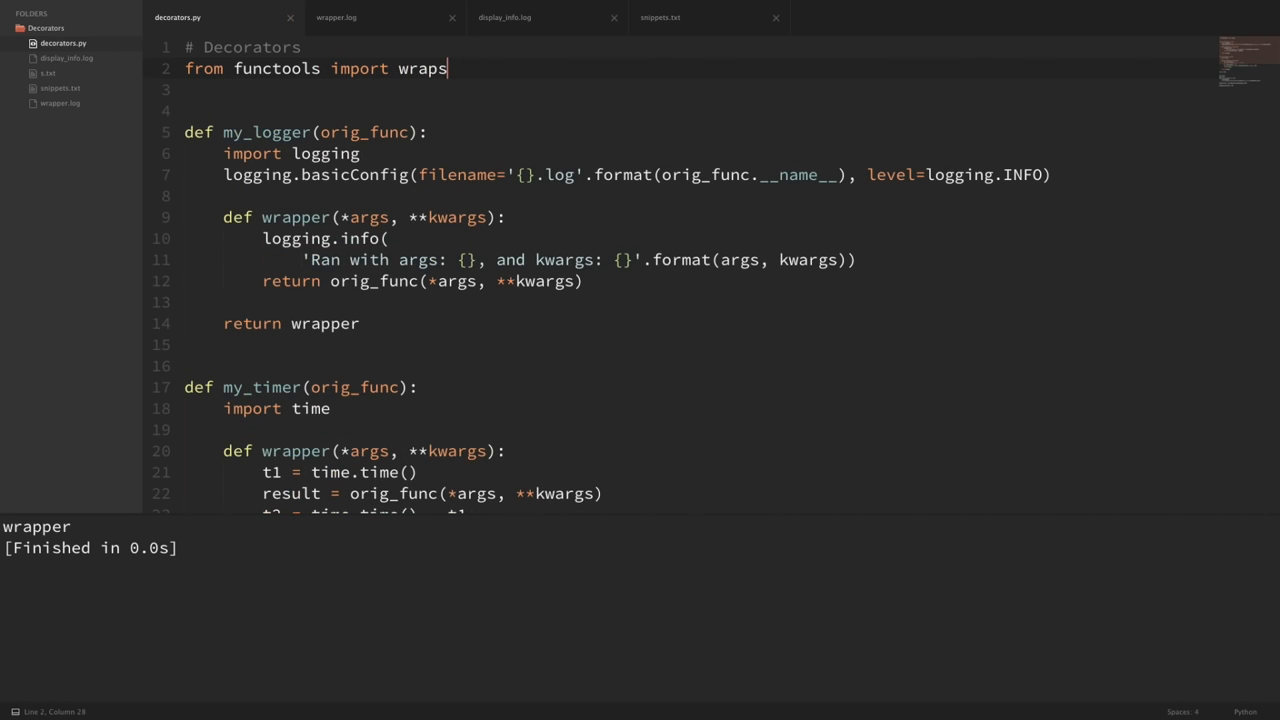 FOLDERS
Decorators
decorators.py
display_info.log
s.txt
snippets.txt
wrapper.log
decorators.py
wrapper.log
display_info.log
snippets.txt
1 # Decorators
2 from functools import wraps
3
4
5 def my_logger(orig_func):
6     import logging
7     logging.basicConfig(filename='{}.log'.format(orig_func.__name__), level=logging.INFO)
8
9     def wrapper(*args, **kwargs):
10         logging.info(
11             'Ran with args: {}, and kwargs: {}'.format(args, kwargs))
12         return orig_func(*args, **kwargs)
13
14     return wrapper
15
16
17 def my_timer(orig_func):
18     import time
19
20     def wrapper(*args, **kwargs):
21         t1 = time.time()
22         result = orig_func(*args, **kwargs)
wrapper
[Finished in 0.0s]
Line 2, Column 28
Spaces: 4
Python